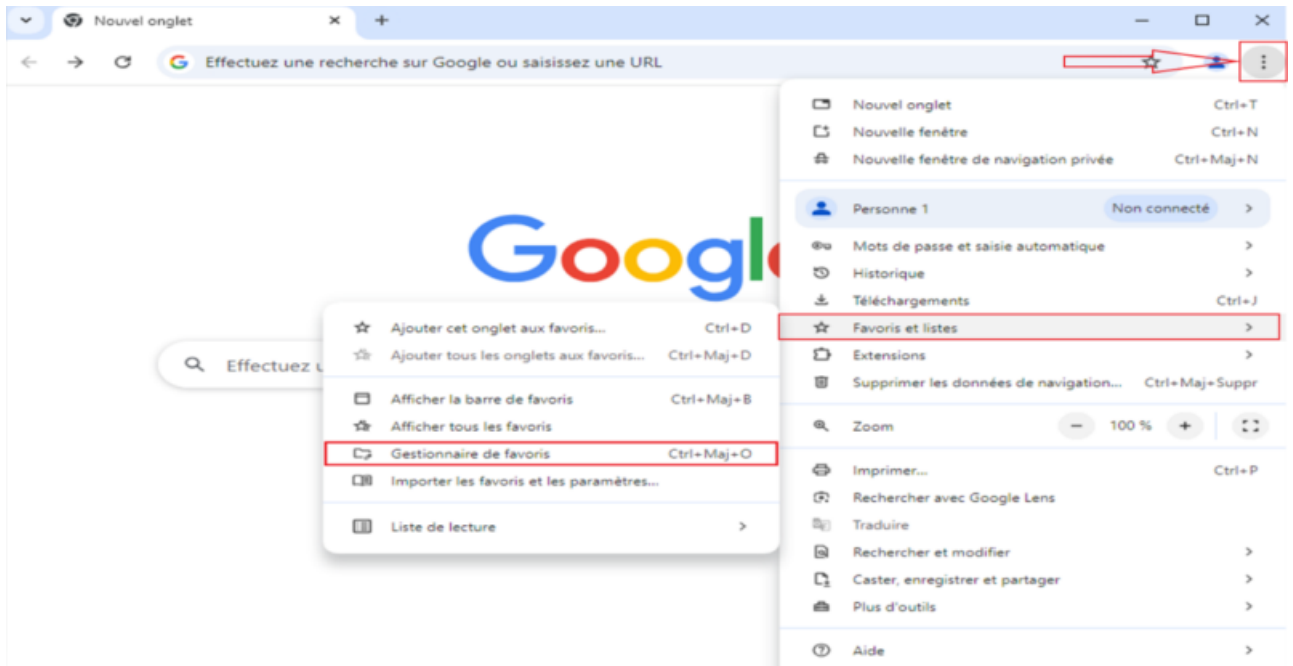 Nouvel onglet
Effectuez une recherche sur Google ou saisissez une URL
Nouvel onglet Ctrl+T
Nouvelle fenêtre Ctrl+N
Nouvelle fenêtre de navigation privée Ctrl+Maj+N
Personne 1 Non connecté
Mots de passe et saisie automatique
Historique
Téléchargements Ctrl+J
Favoris et listes
Extensions
Supprimer les données de navigation... Ctrl+Maj+Suppr
Zoom - 100 % +
Imprimer... Ctrl+P
Rechercher avec Google Lens
Traduire
Rechercher et modifier
Caster, enregistrer et partager
Plus d'outils
Aide
Googl
Effectuez u
Ajouter cet onglet aux favoris... Ctrl+D
Ajouter tous les onglets aux favoris... Ctrl+Maj+D
Afficher la barre de favoris Ctrl+Maj+B
Afficher tous les favoris
Gestionnaire de favoris Ctrl+Maj+O
Importer les favoris et les paramètres...
Liste de lecture